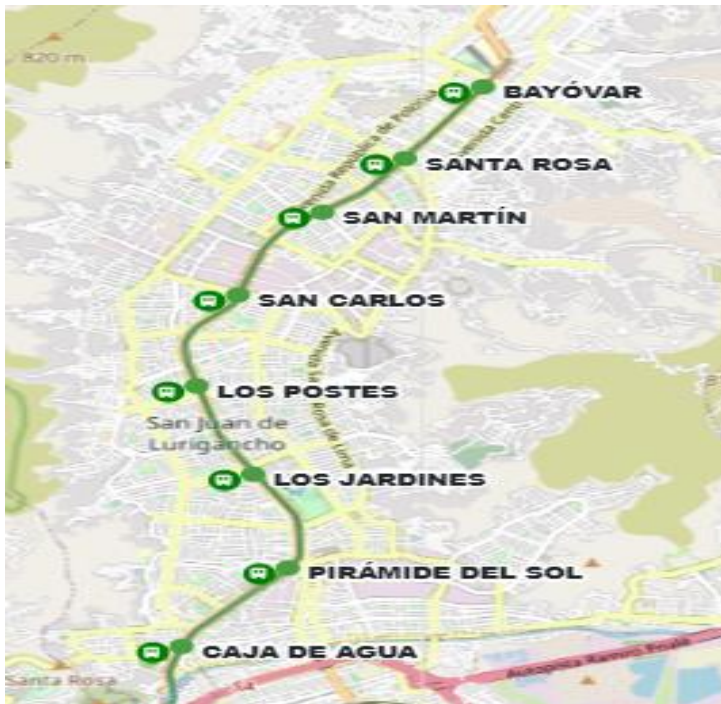 820 m
BAYÓVAR
SANTA ROSA
SAN MARTÍN
SAN CARLOS
LOS POSTES
San Juan de
Lurigancho
LOS JARDINES
PIRÁMIDE DEL SOL
CAJA DE AGUA
Santa Rosa